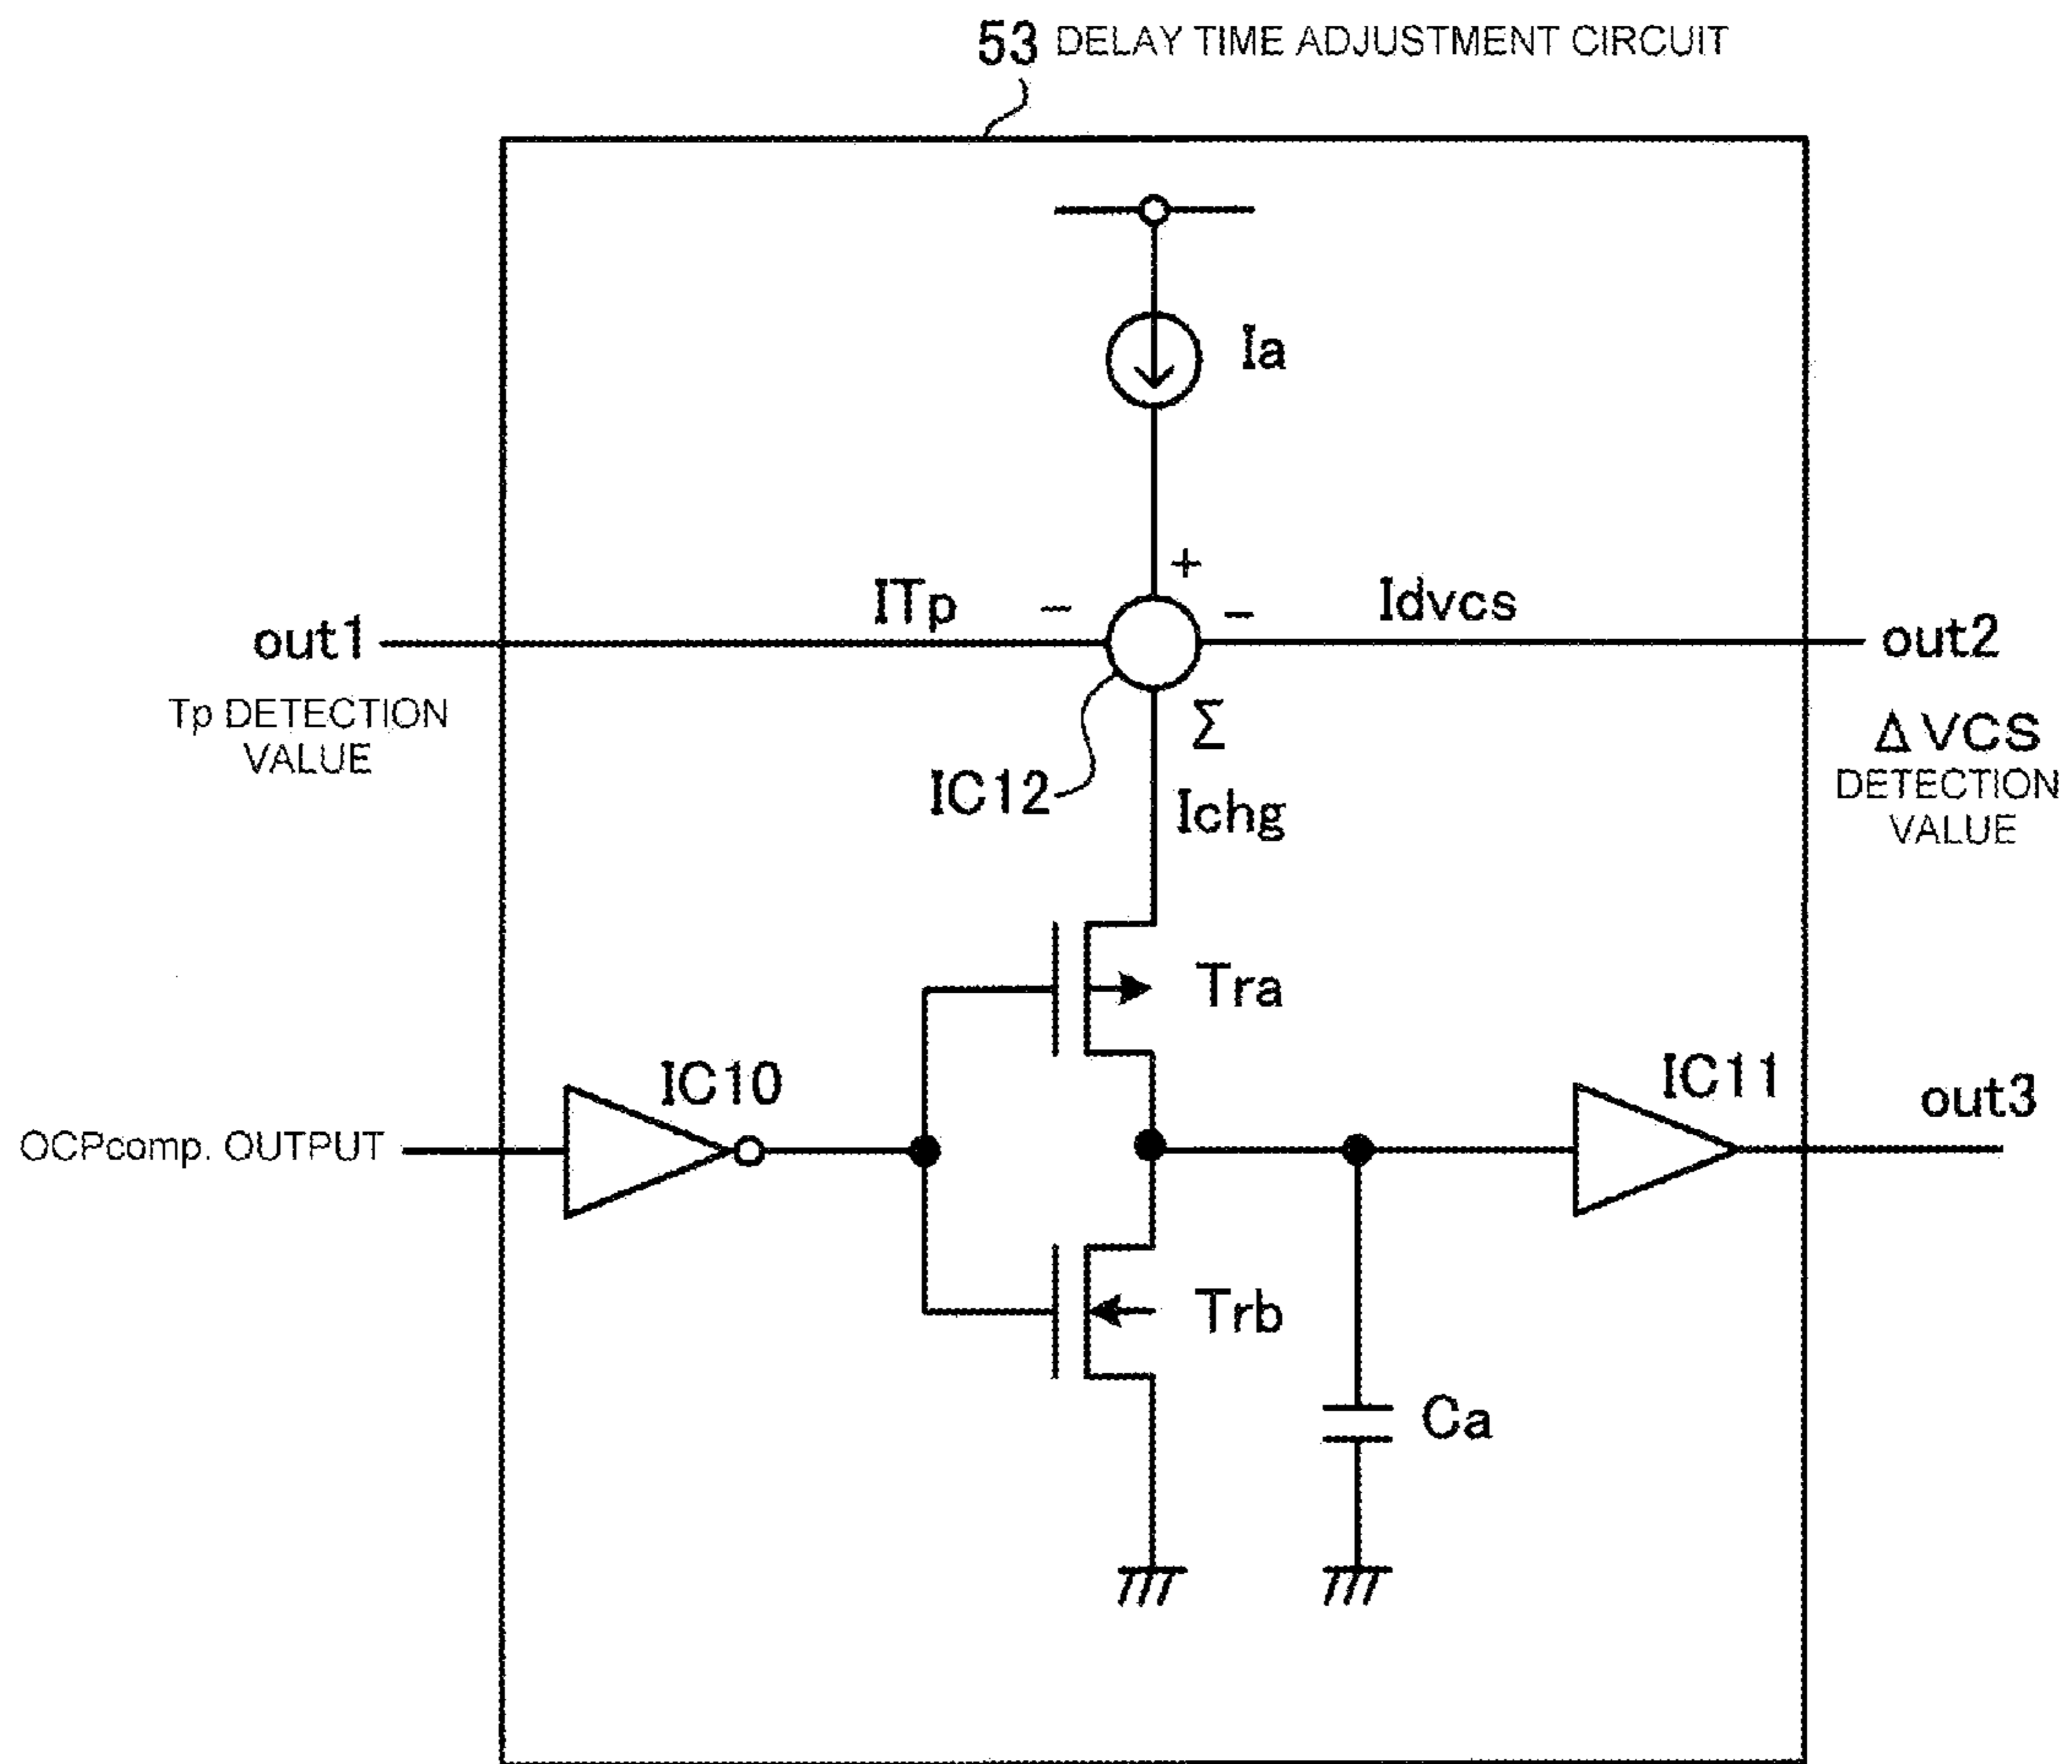 53 DELAY TIME ADJUSTMENT CIRCUIT
Ia
+
ITp − − Idvcs
out1
out2
Tp DETECTION
VALUE
ΔVCS
DETECTION
VALUE
Σ
IC12
Ichg
Tra
IC10
IC11
out3
OCPcomp. OUTPUT
Trb
Ca